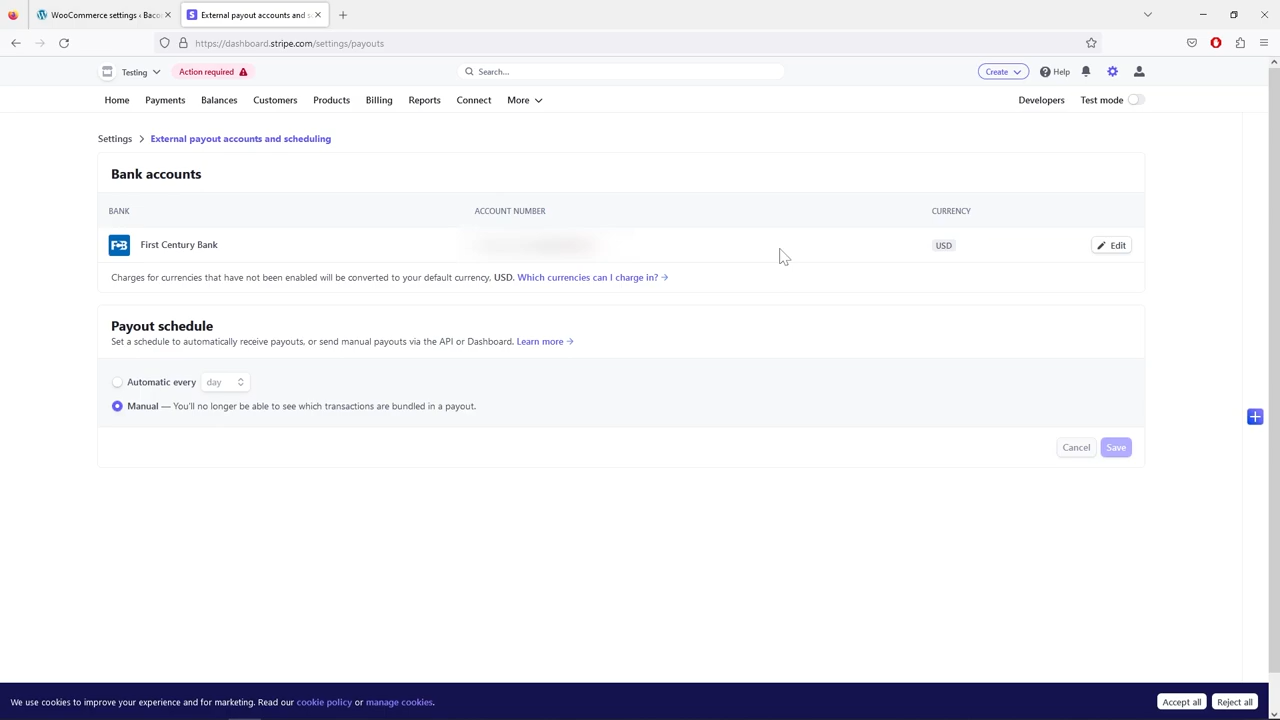 WooCommerce settings ‹ Baco
External payout accounts and s
https://dashboard.stripe.com/settings/payouts
Testing
Action required
Search...
Create
Help
Home
Payments
Balances
Customers
Products
Billing
Reports
Connect
More
Developers
Test mode
Settings
External payout accounts and scheduling
Bank accounts
BANK
ACCOUNT NUMBER
CURRENCY
First Century Bank
USD
Edit
Charges for currencies that have not been enabled will be converted to your default currency, USD. Which currencies can I charge in?
Payout schedule
Set a schedule to automatically receive payouts, or send manual payouts via the API or Dashboard. Learn more
Automatic every day
Manual — You'll no longer be able to see which transactions are bundled in a payout.
Cancel
Save
We use cookies to improve your experience and for marketing. Read our cookie policy or manage cookies.
Accept all
Reject all